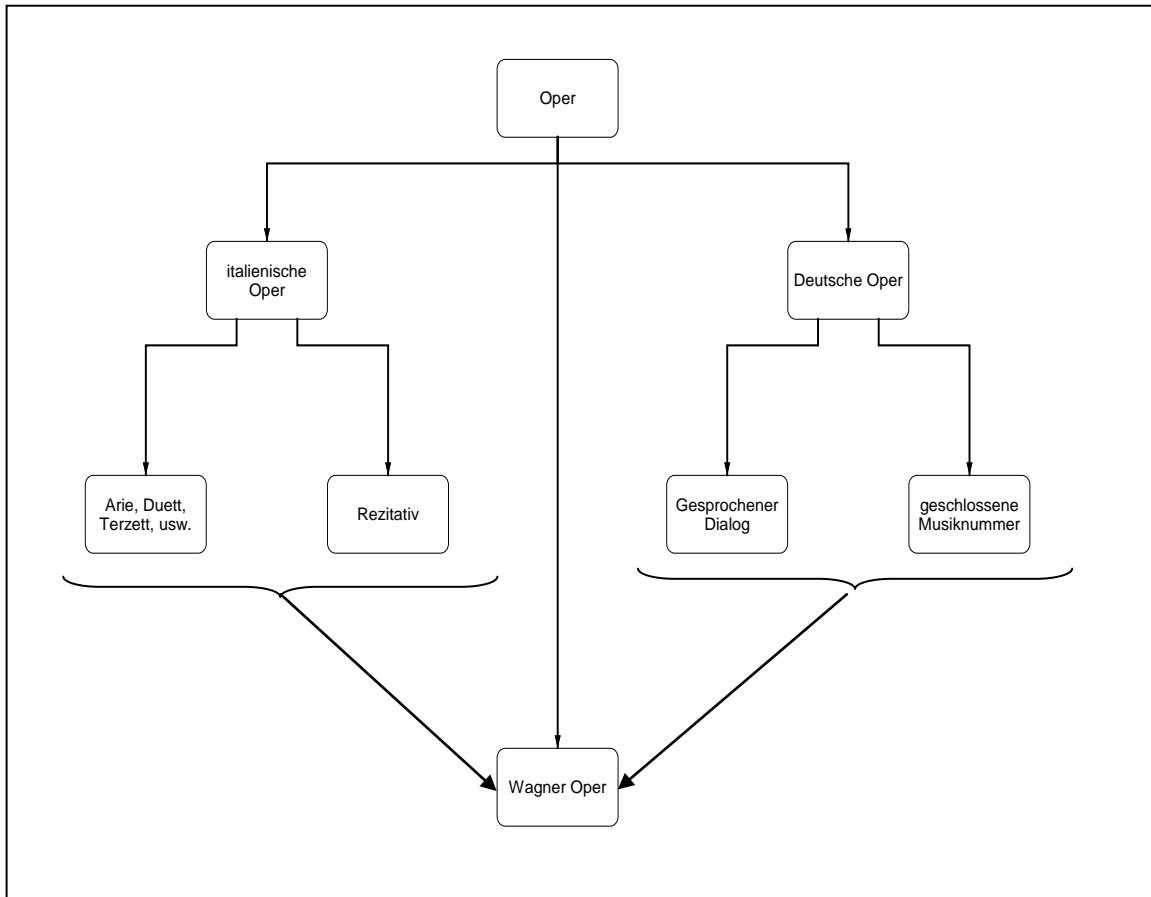 Oper
italienische
Oper
Deutsche Oper
Arie, Duett,
Terzett, usw.
Rezitativ
Gesprochener
Dialog
geschlossene
Musiknummer
Wagner Oper